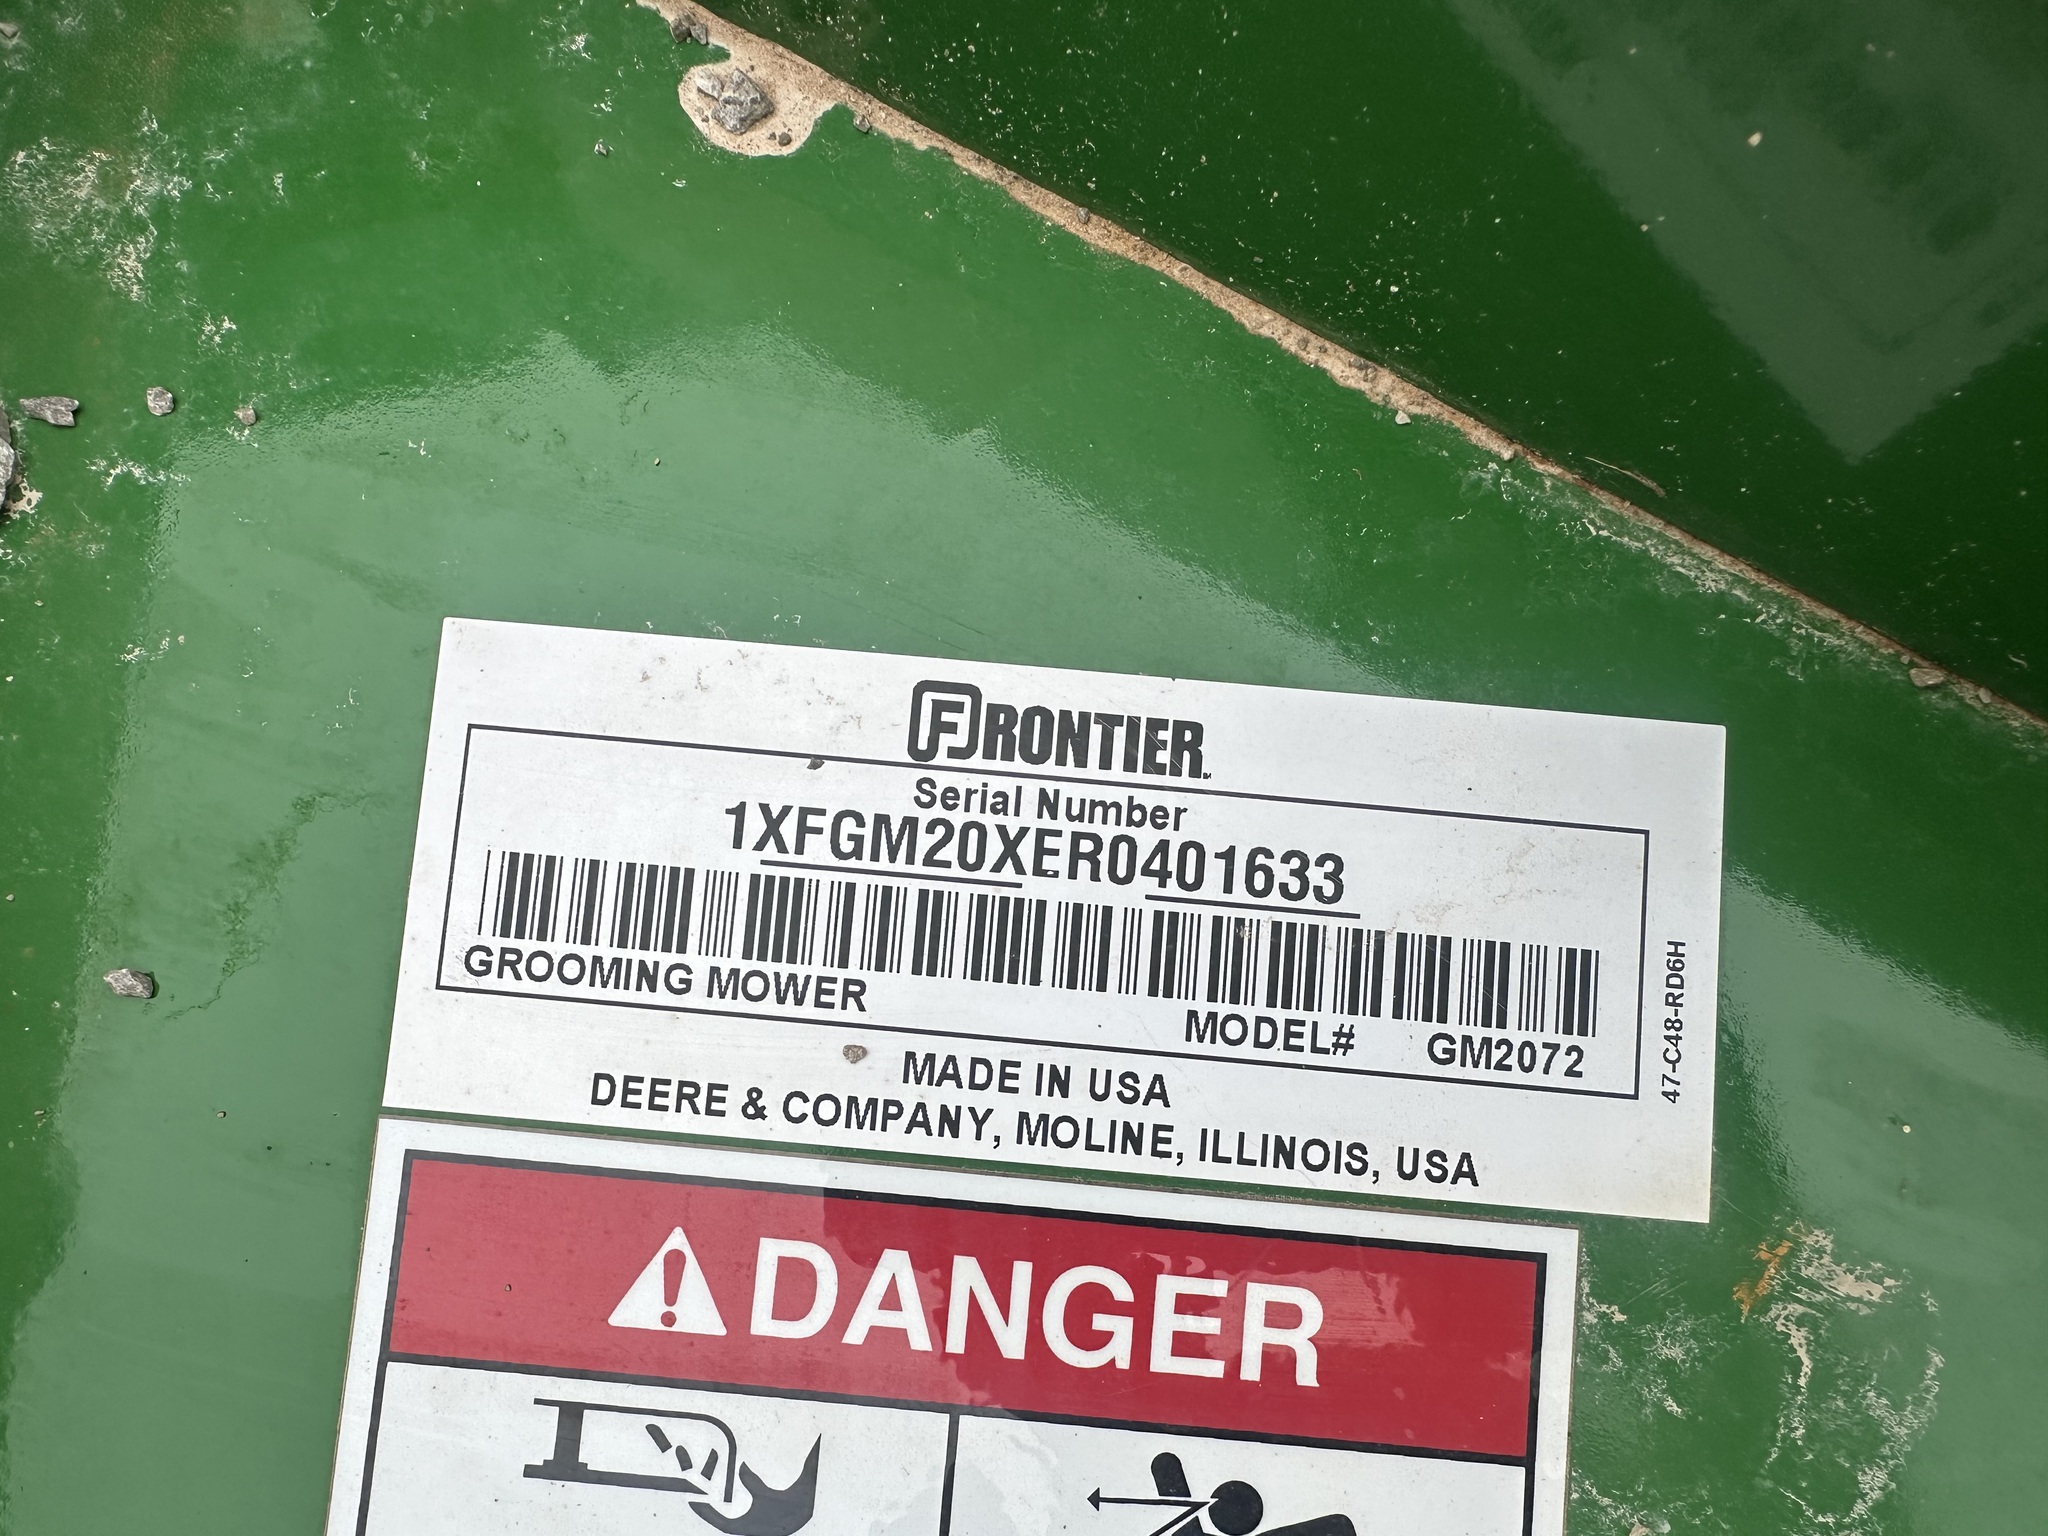 FRONTIER
Serial Number
1XFGM20XER0401633
GROOMING MOWER
MODEL# GM2072
MADE IN USA
DEERE & COMPANY, MOLINE, ILLINOIS, USA
47-C48-RD6H
DANGER